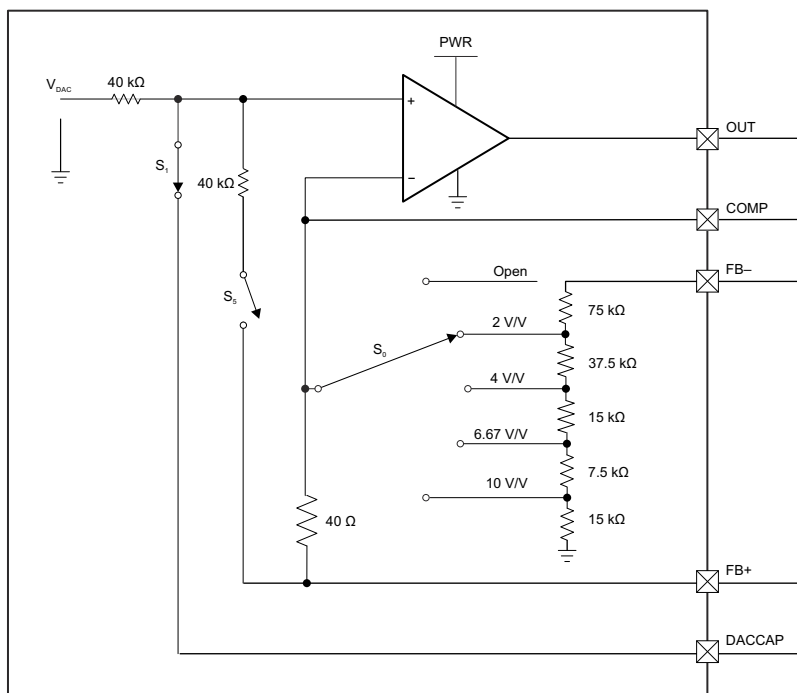 PWR
V_DAC
40 kΩ
+
OUT
S₁
40 kΩ
–
COMP
Open
FB–
S₅
75 kΩ
2 V/V
S₀
37.5 kΩ
4 V/V
15 kΩ
6.67 V/V
7.5 kΩ
10 V/V
40 Ω
15 kΩ
FB+
DACCAP